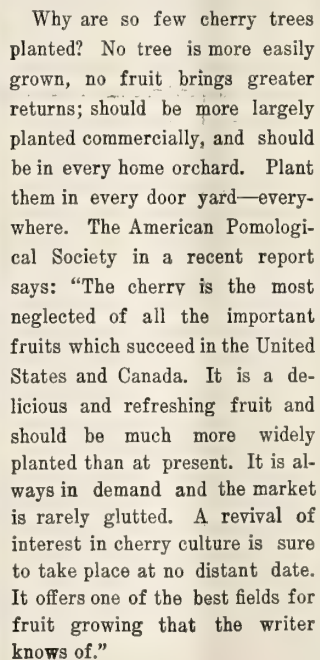 Why are so few cherry trees
planted? No tree is more easily
grown, no fruit brings greater
returns; should be more largely
planted commercially, and should
be in every home orchard. Plant
them in every door yard—every-
where. The American Pomologi-
cal Society in a recent report
says: “The cherry is the most
neglected of all the important
fruits which succeed in the United
States and Canada. It is a de-
licious and refreshing fruit and
should be much more widely
planted than at present. It is al-
ways in demand and the market
is rarely glutted. A revival of
interest in cherry culture is sure
to take place at no distant date.
It offers one of the best fields for
fruit growing that the writer
knows of.”